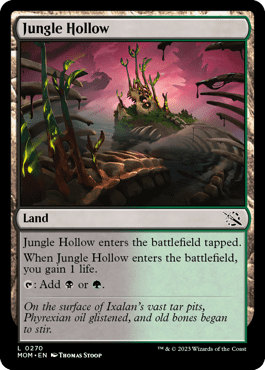 Jungle Hollow
Land
Jungle Hollow enters the battlefield tapped.
When Jungle Hollow enters the battlefield,
you gain 1 life.
: Add or .
On the surface of Ixalan's vast tar pits,
Phyrexian oil glistened, and old bones began
to stir.
L 0270
MOM • EN THOMAS STOOP
™ & © 2023 Wizards of the Coast